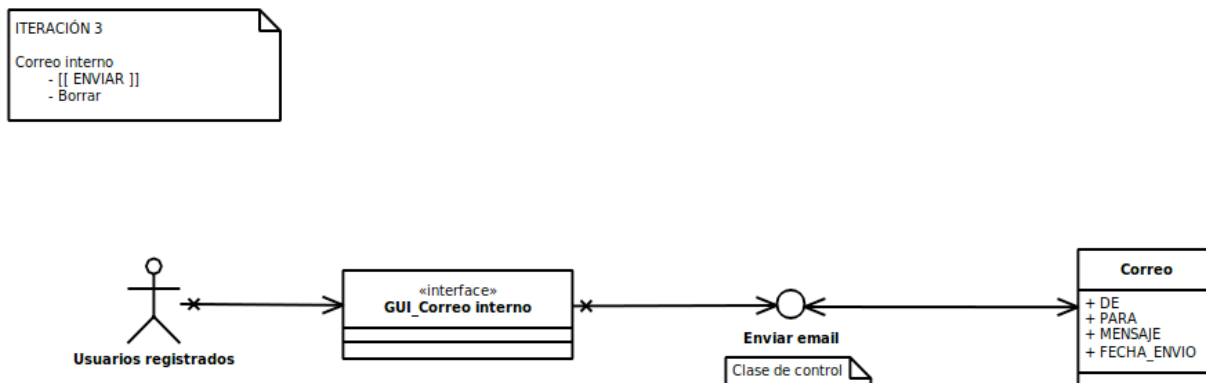 ITERACIÓN 3
Correo interno
- [[ ENVIAR ]]
- Borrar
Usuarios registrados
«interface»
GUI_Correo interno
Enviar email
Clase de control
Correo
+ DE
+ PARA
+ MENSAJE
+ FECHA_ENVIO